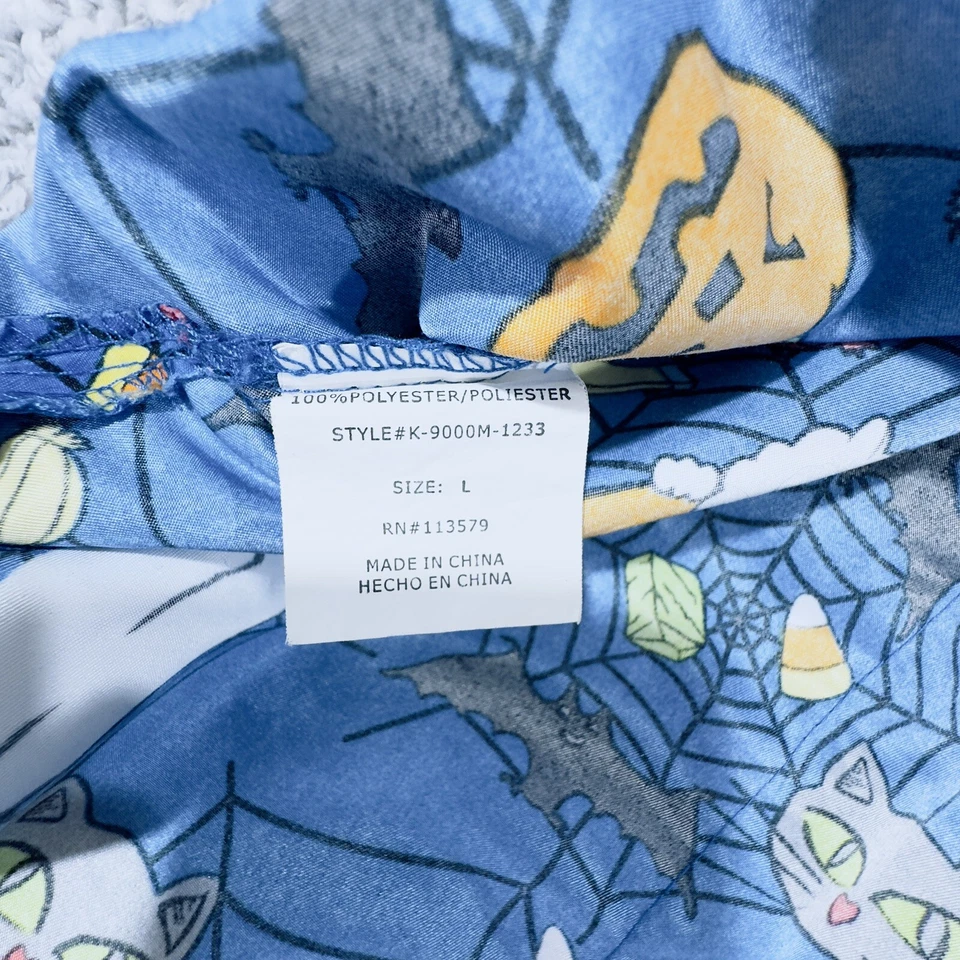 100%POLYESTER/POLIESTER
STYLE#K-9000M-1233
SIZE: L
RN#113579
MADE IN CHINA
HECHO EN CHINA